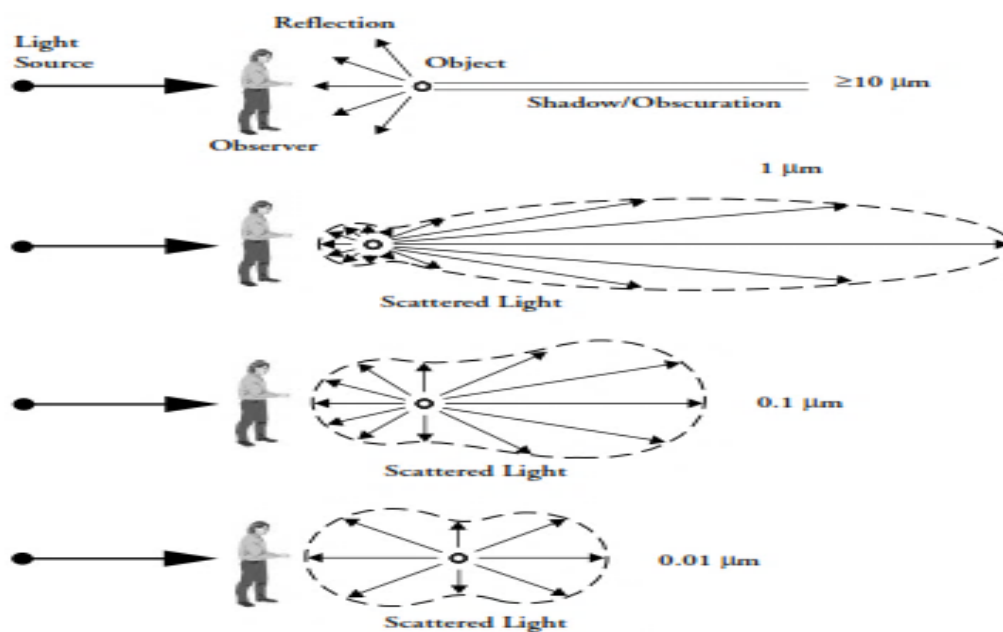 Reflection
Light
Source
Object
≥10 μm
Shadow/Obscuration
Observer
1 μm
Scattered Light
0.1 μm
Scattered Light
0.01 μm
Scattered Light